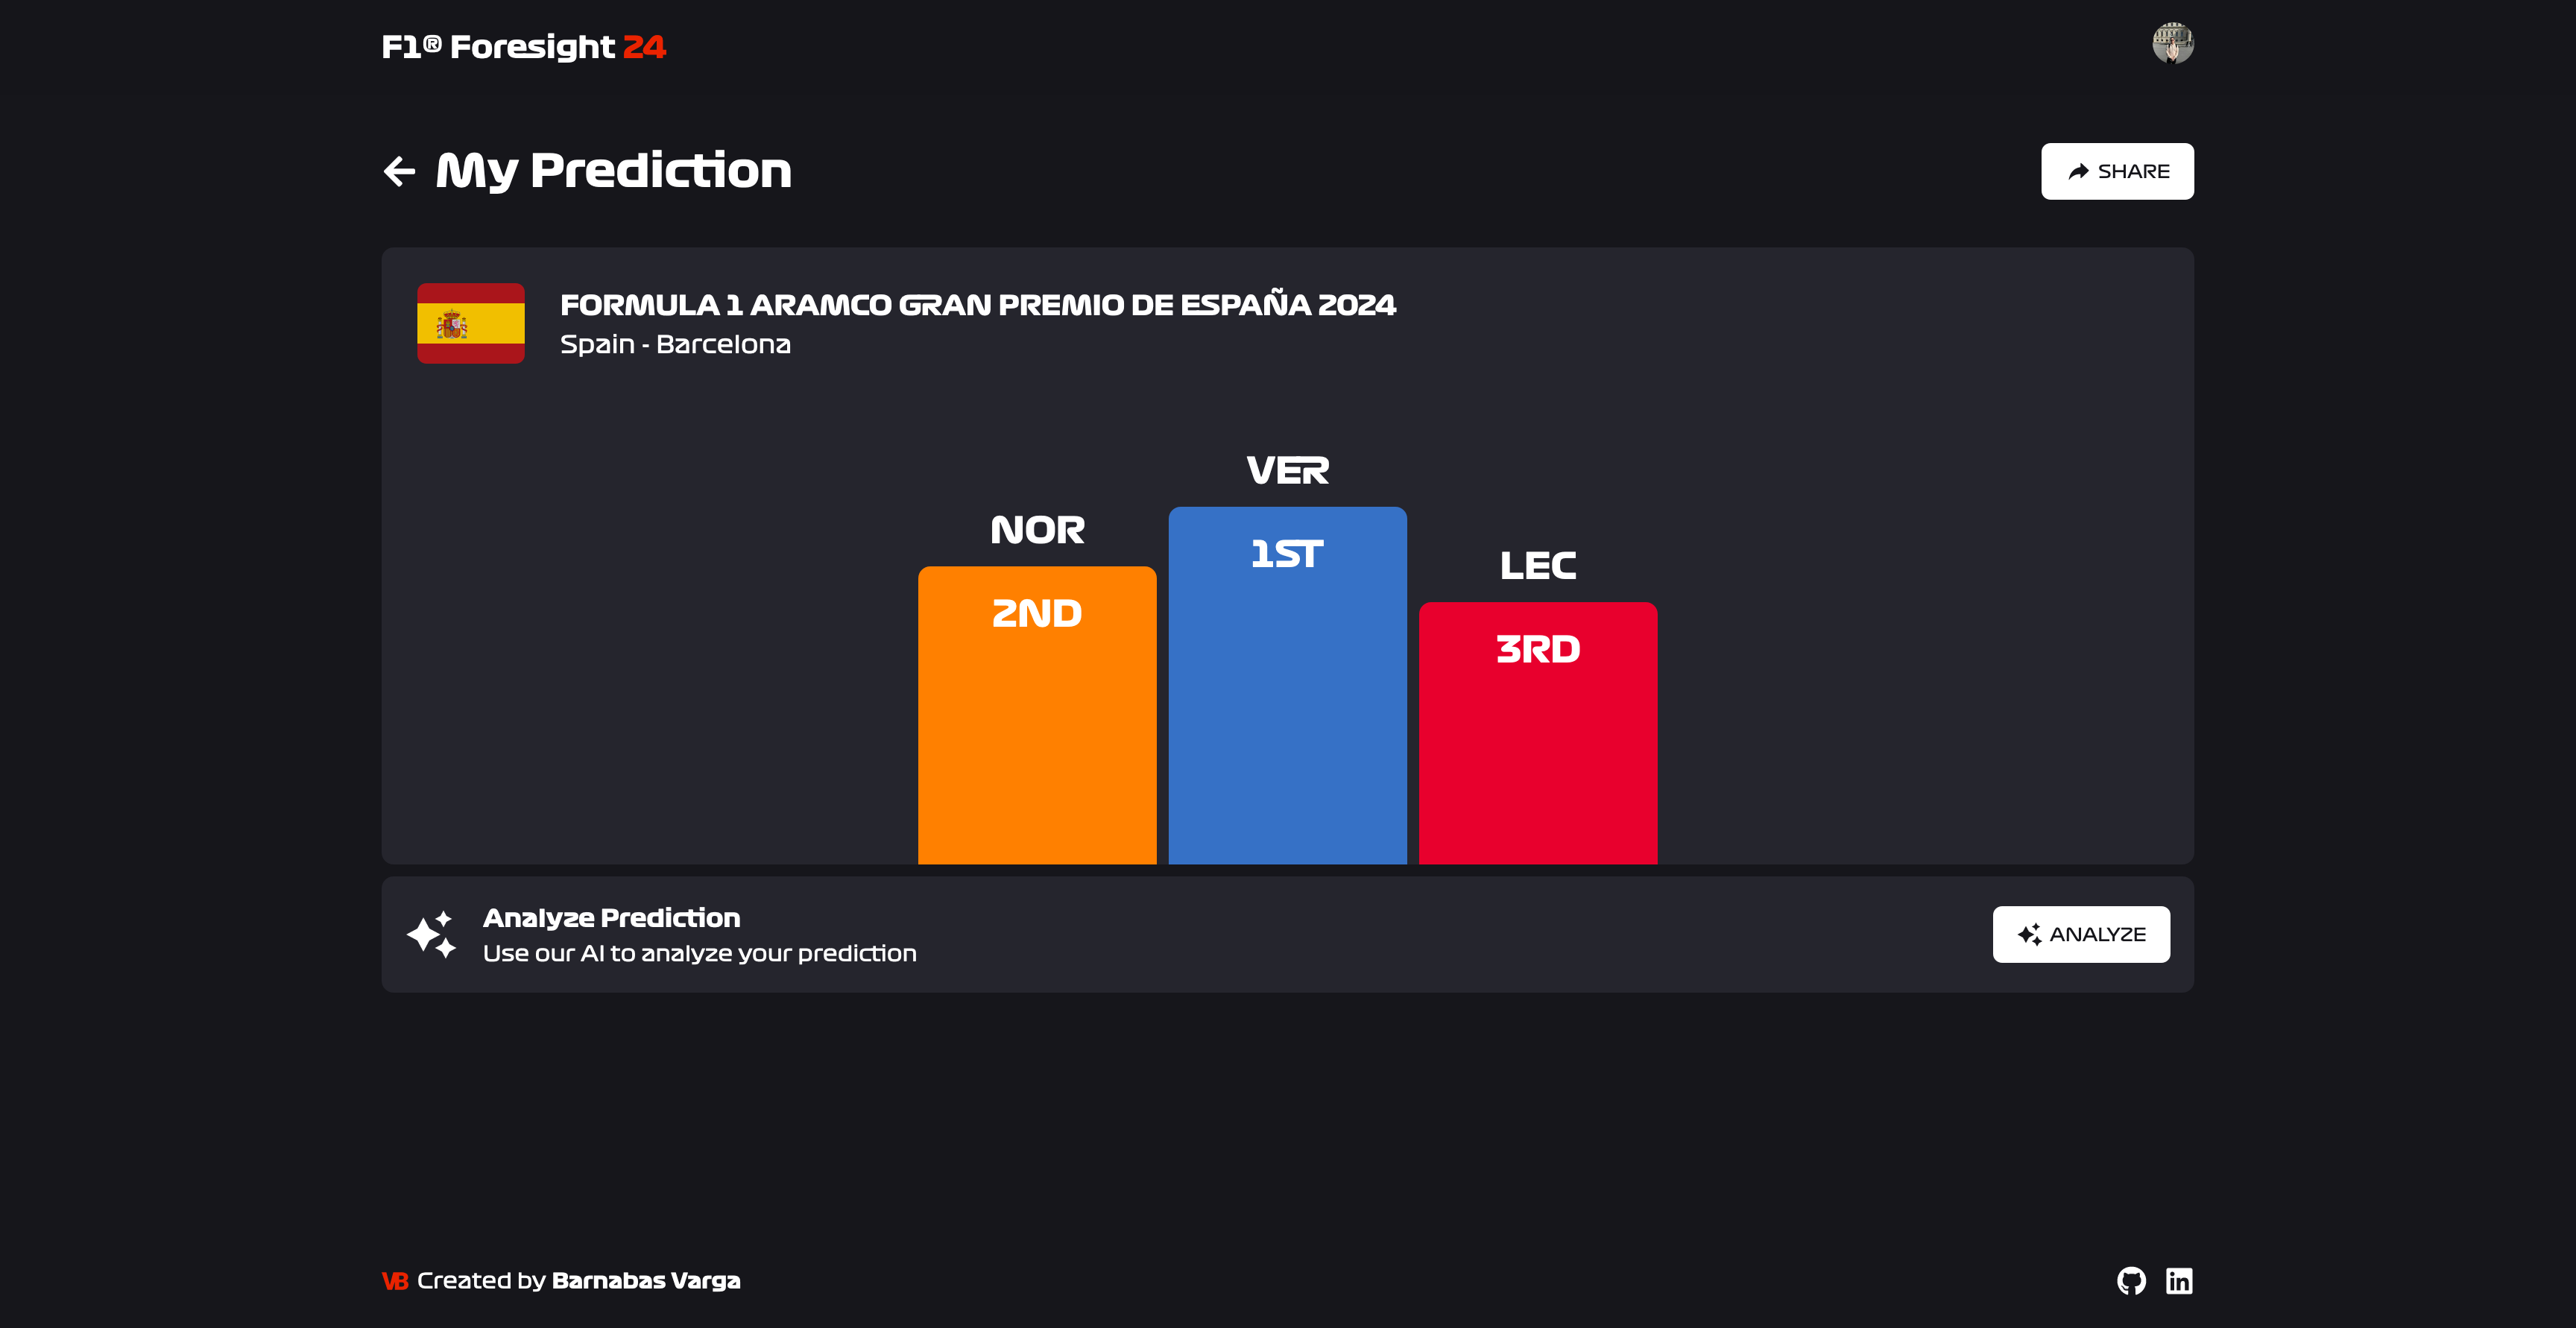 F1® Foresight 24
My Prediction
SHARE
FORMULA 1 ARAMCO GRAN PREMIO DE ESPAÑA 2024
Spain - Barcelona
VER
NOR
1ST
LEC
2ND
3RD
Analyze Prediction
Use our AI to analyze your prediction
ANALYZE
VB Created by Barnabas Varga
in